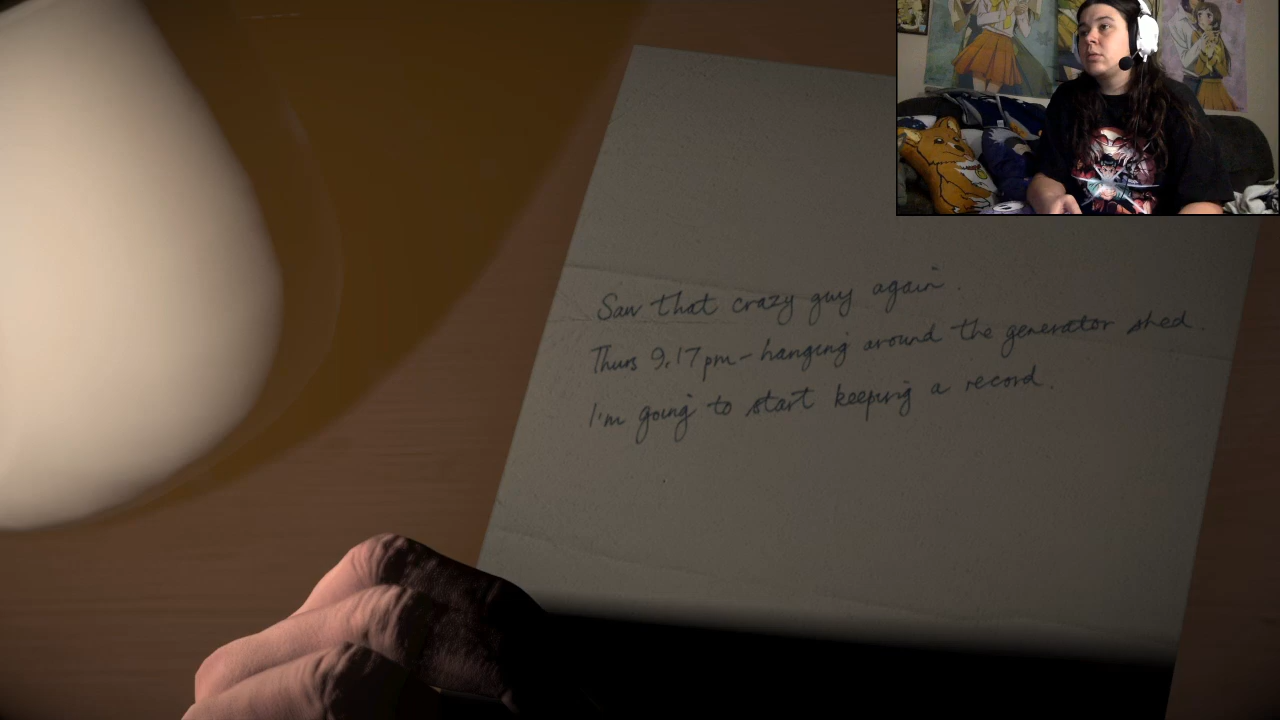 Saw that crazy guy again.
Thurs 9.17pm - hanging around the generator shed.
I'm going to start keeping a record.